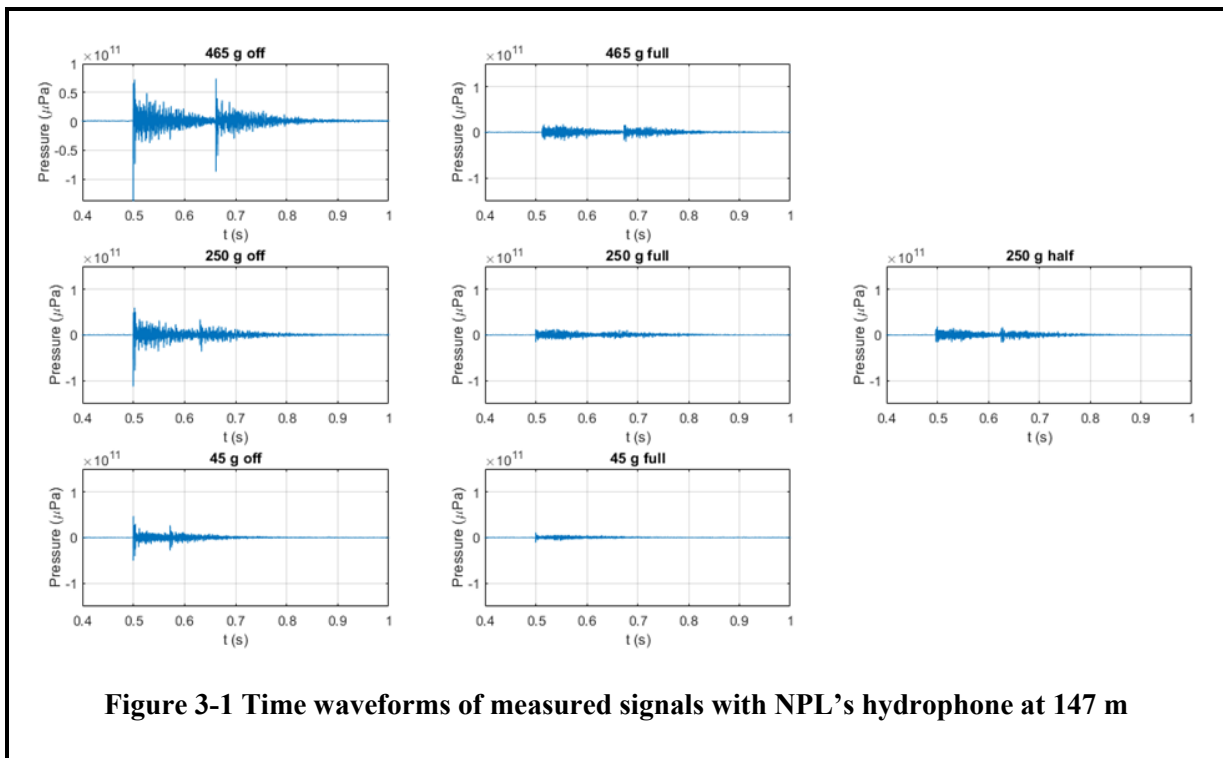 465 g off
×10^11
1
0.5
0
-0.5
-1
Pressure (µPa)
0.4 0.5 0.6 0.7 0.8 0.9 1
t (s)
465 g full
×10^11
1
0
-1
Pressure (µPa)
0.4 0.5 0.6 0.7 0.8 0.9 1
t (s)
250 g off
×10^11
1
0
-1
Pressure (µPa)
0.4 0.5 0.6 0.7 0.8 0.9 1
t (s)
250 g full
×10^11
1
0
-1
Pressure (µPa)
0.4 0.5 0.6 0.7 0.8 0.9 1
t (s)
250 g half
×10^11
1
0
-1
Pressure (µPa)
0.4 0.5 0.6 0.7 0.8 0.9 1
t (s)
45 g off
×10^11
1
0
-1
Pressure (µPa)
0.4 0.5 0.6 0.7 0.8 0.9 1
t (s)
45 g full
×10^11
1
0
-1
Pressure (µPa)
0.4 0.5 0.6 0.7 0.8 0.9 1
t (s)
Figure 3-1 Time waveforms of measured signals with NPL’s hydrophone at 147 m